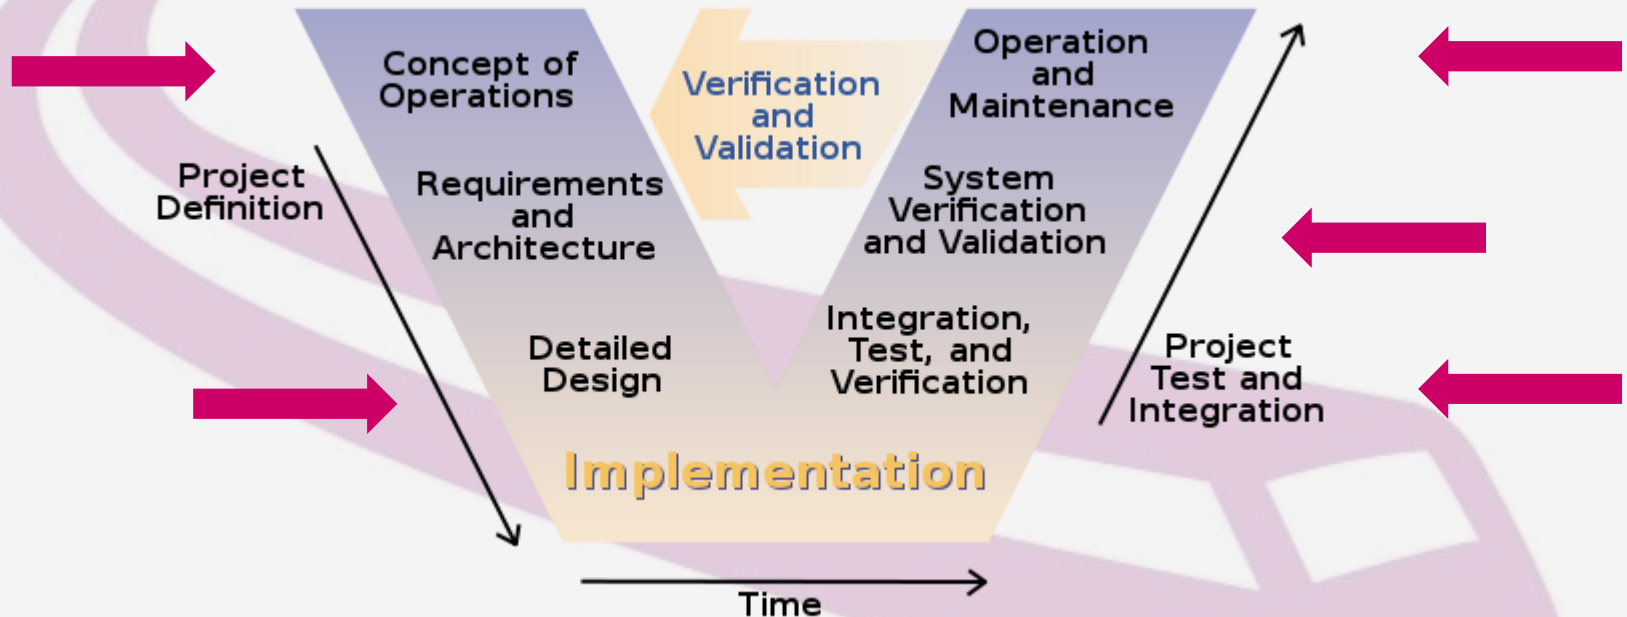 Concept of
Operations
Project
Definition
Requirements
and
Architecture
Detailed
Design
Verification
and
Validation
Operation
and
Maintenance
System
Verification
and Validation
Integration,
Test, and
Verification
Project
Test and
Integration
Implementation
Time